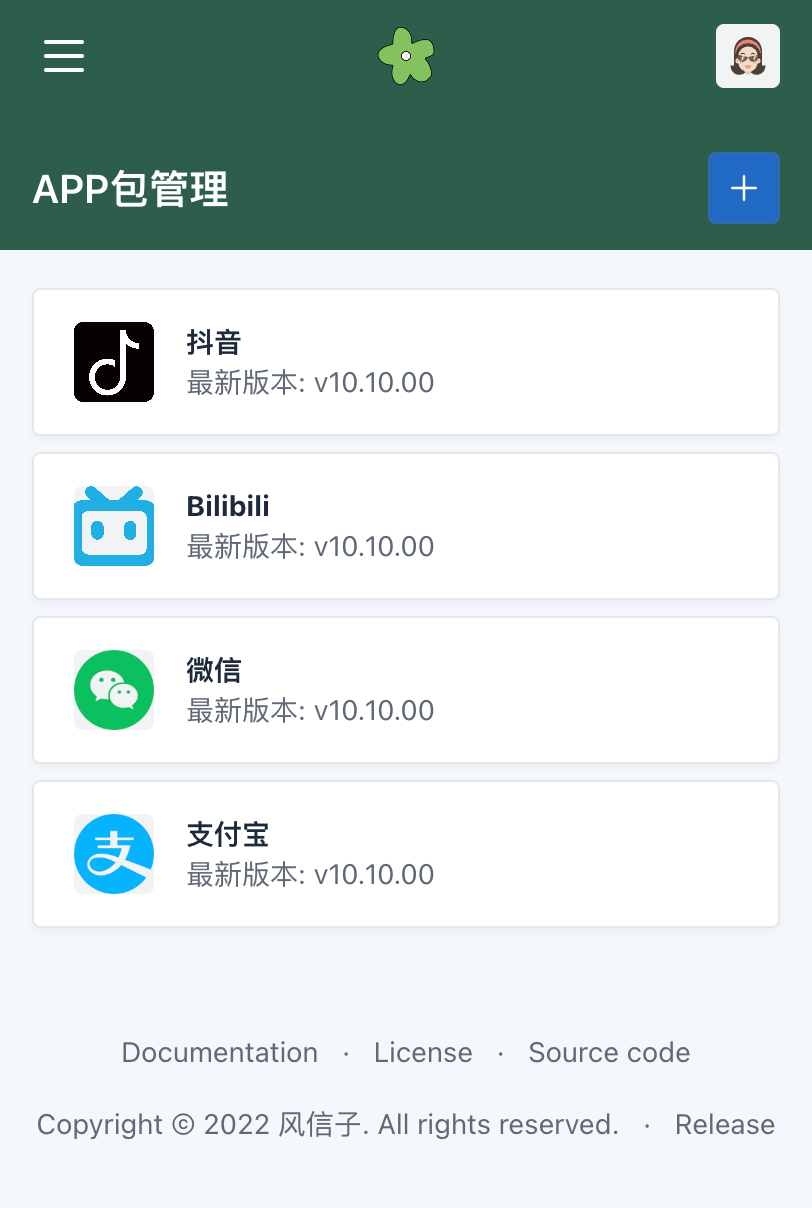 APP包管理
抖音
最新版本: v10.10.00
Bilibili
最新版本: v10.10.00
微信
最新版本: v10.10.00
支付宝
最新版本: v10.10.00
Documentation · License · Source code
Copyright © 2022 风信子. All rights reserved. · Release